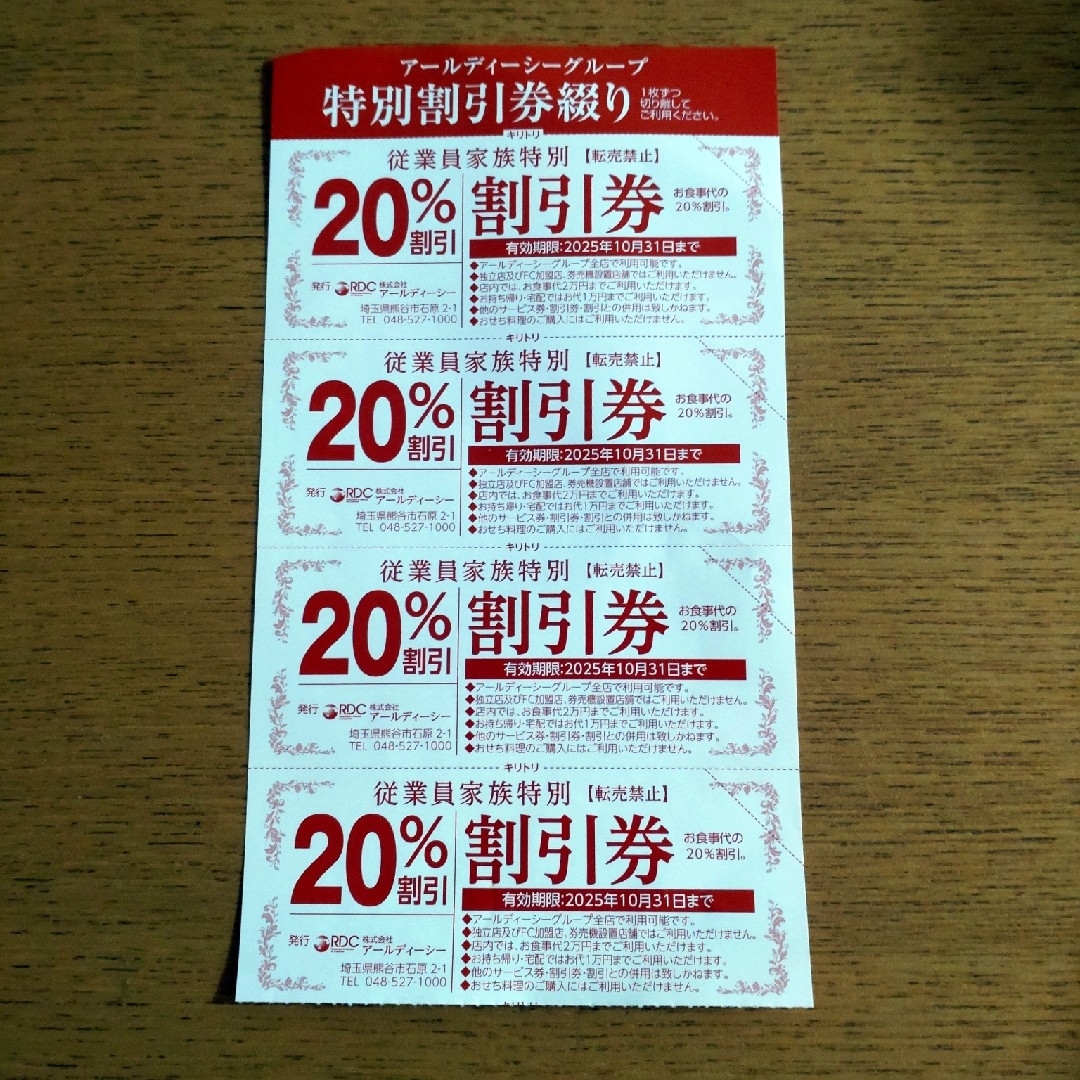 アールディーシーグループ
特別割引券綴り
1枚ずつ
切り離して
ご利用ください。
キリトリ
従業員家族特別 【転売禁止】
20%割引
割引券
お食事代の
20%割引。
有効期限:2025年10月31日まで
◆アールディーシーグループ全店で利用可能です。
◆独立店及びFC加盟店、券売機設置店舗ではご利用いただけません。
◆店内では、お食事代2万円までご利用いただけます。
◆お持ち帰り・宅配ではお代1万円までご利用いただけます。
◆他のサービス券・割引券・割引との併用は致しかねます。
◆おせち料理のご購入にはご利用いただけません。
発行 RDC 株式会社アールディーシー
埼玉県熊谷市石原 2-1
TEL 048-527-1000
キリトリ
従業員家族特別 【転売禁止】
20%割引
割引券
お食事代の
20%割引。
有効期限:2025年10月31日まで
◆アールディーシーグループ全店で利用可能です。
◆独立店及びFC加盟店、券売機設置店舗ではご利用いただけません。
◆店内では、お食事代2万円までご利用いただけます。
◆お持ち帰り・宅配ではお代1万円までご利用いただけます。
◆他のサービス券・割引券・割引との併用は致しかねます。
◆おせち料理のご購入にはご利用いただけません。
発行 RDC 株式会社アールディーシー
埼玉県熊谷市石原 2-1
TEL 048-527-1000
キリトリ
従業員家族特別 【転売禁止】
20%割引
割引券
お食事代の
20%割引。
有効期限:2025年10月31日まで
◆アールディーシーグループ全店で利用可能です。
◆独立店及びFC加盟店、券売機設置店舗ではご利用いただけません。
◆店内では、お食事代2万円までご利用いただけます。
◆お持ち帰り・宅配ではお代1万円までご利用いただけます。
◆他のサービス券・割引券・割引との併用は致しかねます。
◆おせち料理のご購入にはご利用いただけません。
発行 RDC 株式会社アールディーシー
埼玉県熊谷市石原 2-1
TEL 048-527-1000
キリトリ
従業員家族特別 【転売禁止】
20%割引
割引券
お食事代の
20%割引。
有効期限:2025年10月31日まで
◆アールディーシーグループ全店で利用可能です。
◆独立店及びFC加盟店、券売機設置店舗ではご利用いただけません。
◆店内では、お食事代2万円までご利用いただけます。
◆お持ち帰り・宅配ではお代1万円までご利用いただけます。
◆他のサービス券・割引券・割引との併用は致しかねます。
◆おせち料理のご購入にはご利用いただけません。
発行 RDC 株式会社アールディーシー
埼玉県熊谷市石原 2-1
TEL 048-527-1000